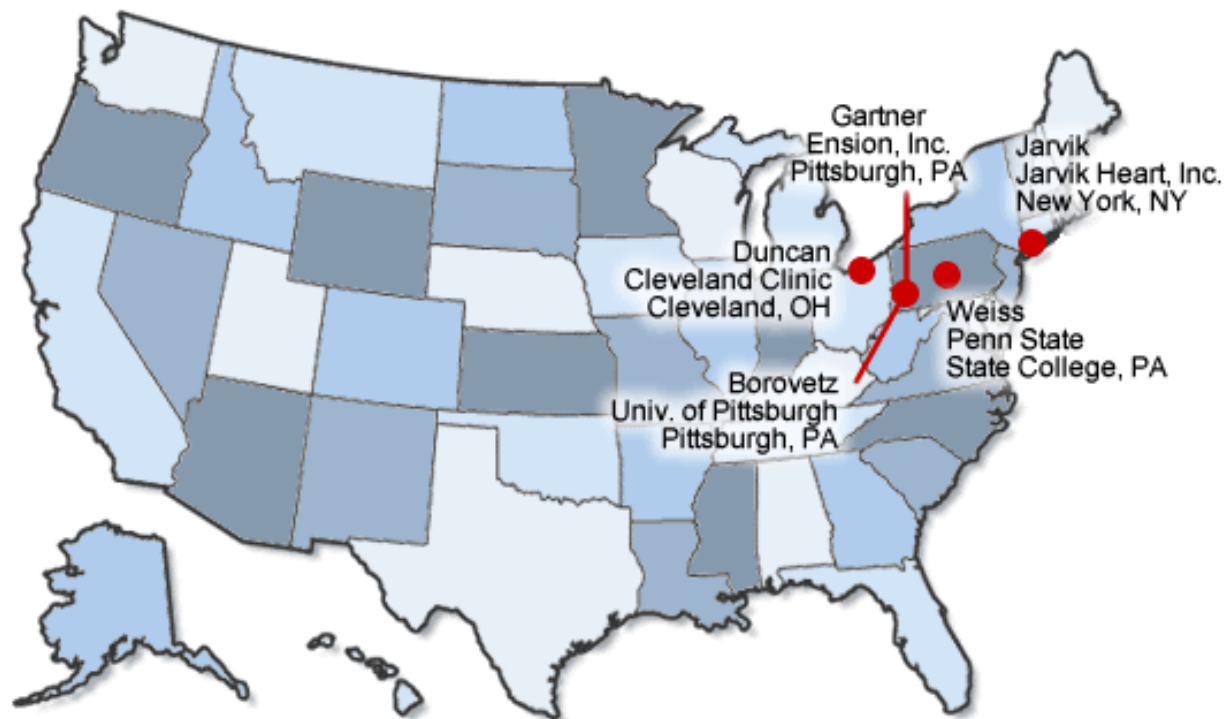 Gartner
Ension, Inc.
Pittsburgh, PA
Jarvik
Jarvik Heart, Inc.
New York, NY
Duncan
Cleveland Clinic
Cleveland, OH
Weiss
Penn State
State College, PA
Borovetz
Univ. of Pittsburgh
Pittsburgh, PA